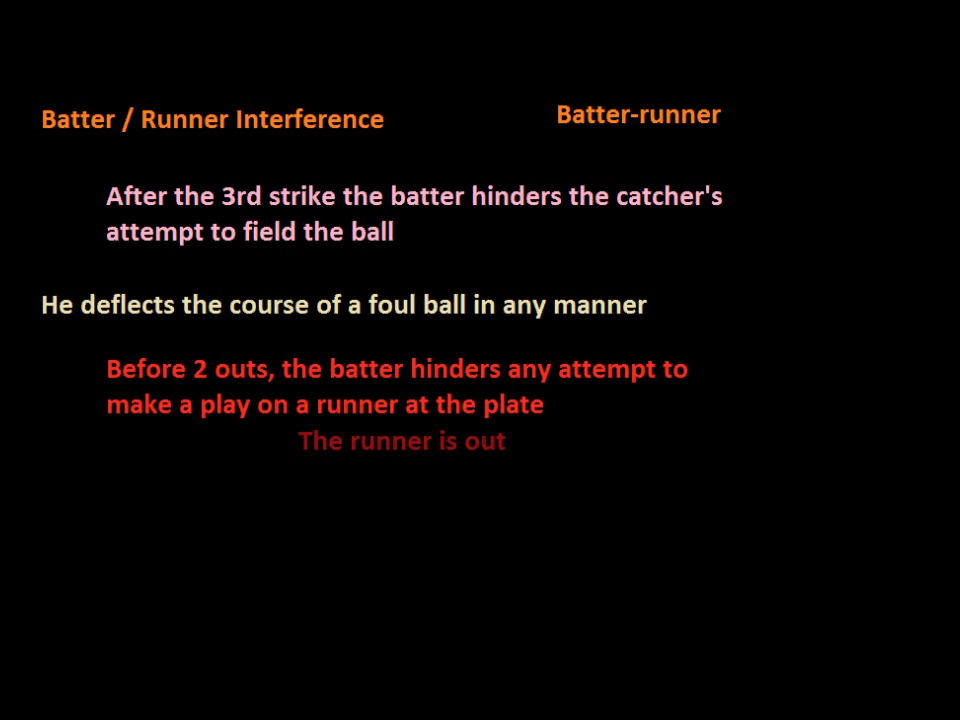 Batter / Runner Interference
Batter-runner
After the 3rd strike the batter hinders the catcher's
attempt to field the ball
He deflects the course of a foul ball in any manner
Before 2 outs, the batter hinders any attempt to
make a play on a runner at the plate
The runner is out